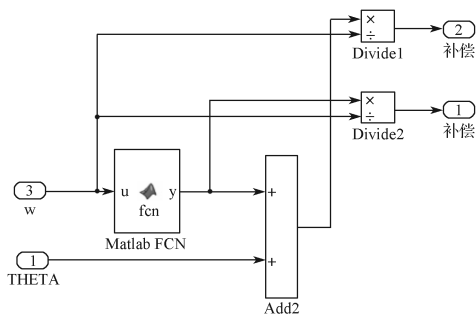 ×
÷
2
Divide1
补偿
×
÷
1
Divide2
补偿
3
w
u
y
fcn
Matlab FCN
+
+
1
THETA
Add2